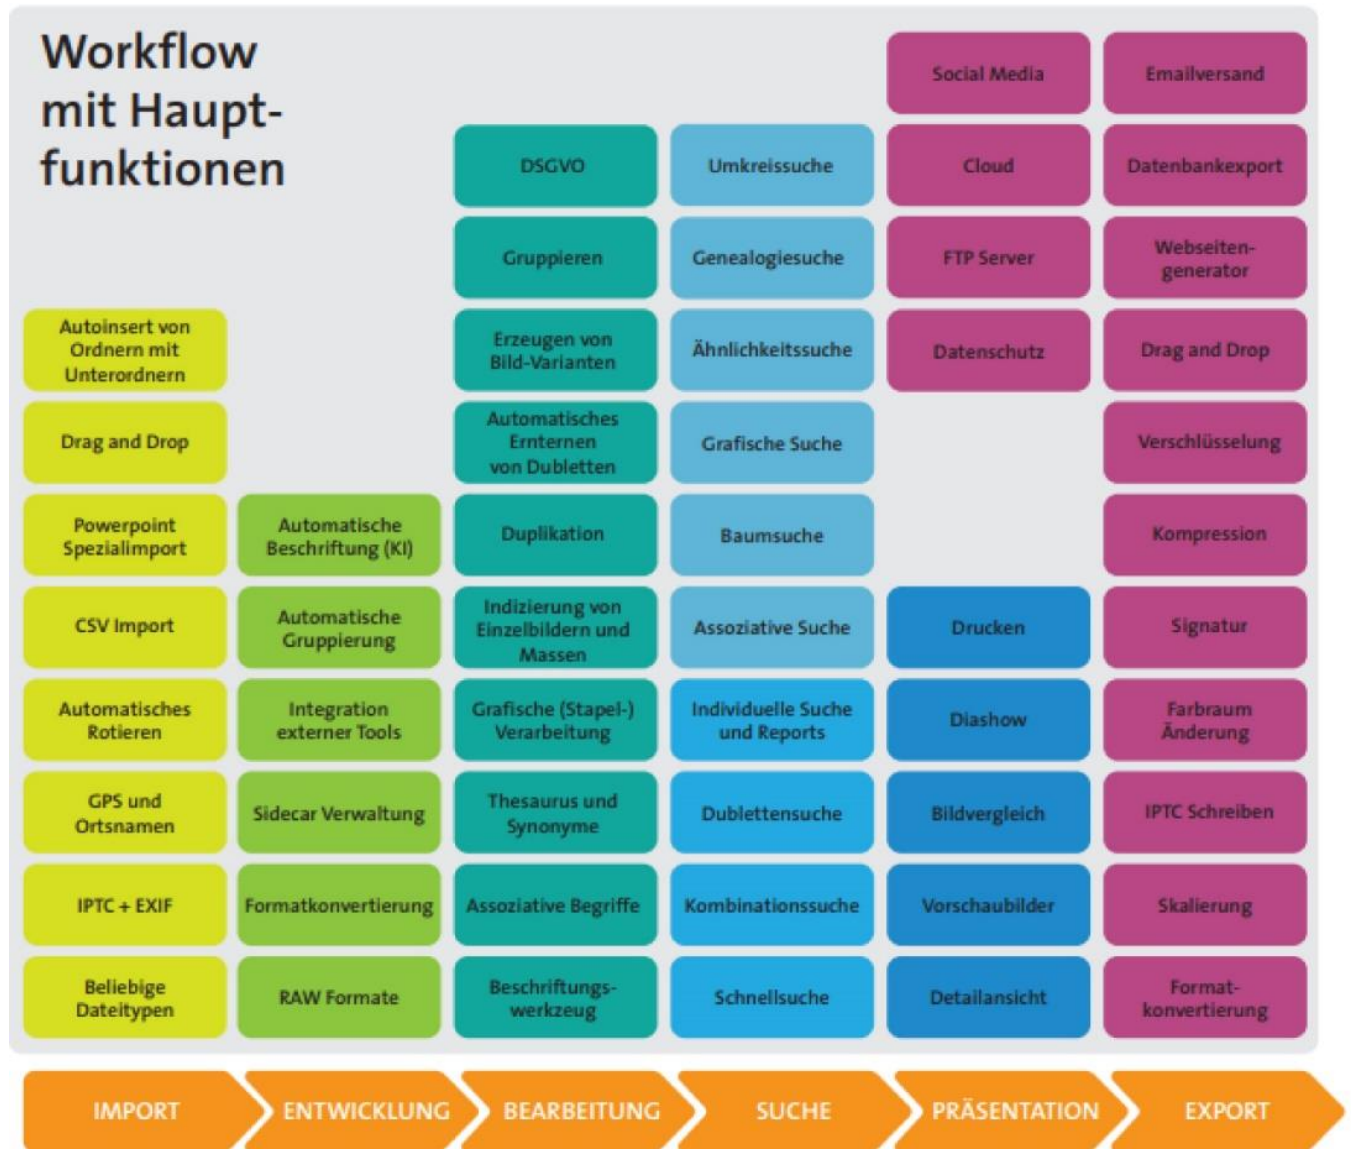 Workflow
mit Haupt-
funktionen
Autoinsert von
Ordnern mit
Unterordnern
Drag and Drop
Powerpoint
Spezialimport
CSV Import
Automatisches
Rotieren
GPS und
Ortsnamen
IPTC + EXIF
Beliebige
Dateitypen
Automatische
Beschriftung (KI)
Automatische
Gruppierung
Integration
externer Tools
Sidecar Verwaltung
Formatkonvertierung
RAW Formate
DSGVO
Gruppieren
Erzeugen von
Bild-Varianten
Automatisches
Ernternen
von Dubletten
Duplikation
Indizierung von
Einzelbildern und
Massen
Grafische (Stapel-)
Verarbeitung
Thesaurus und
Synonyme
Assoziative Begriffe
Beschriftungs-
werkzeug
Umkreissuche
Genealogiesuche
Ähnlichkeitssuche
Grafische Suche
Baumsuche
Assoziative Suche
Individuelle Suche
und Reports
Dublettensuche
Kombinationssuche
Schnellsuche
Social Media
Cloud
FTP Server
Datenschutz
Drucken
Diashow
Bildvergleich
Vorschaubilder
Detailansicht
Emailversand
Datenbankexport
Webseiten-
generator
Drag and Drop
Verschlüsselung
Kompression
Signatur
Farbraum
Änderung
IPTC Schreiben
Skalierung
Format-
konvertierung
IMPORT
ENTWICKLUNG
BEARBEITUNG
SUCHE
PRÄSENTATION
EXPORT